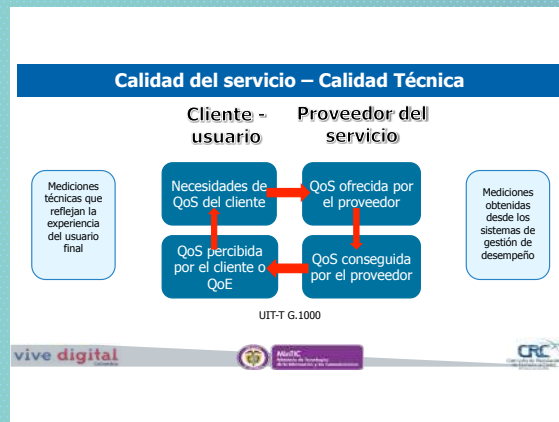 Calidad del servicio – Calidad Técnica
Cliente -
usuario
Proveedor del
servicio
Mediciones
técnicas que
reflejan la
experiencia
del usuario
final
Necesidades de
QoS del cliente
QoS ofrecida por
el proveedor
QoS percibida
por el cliente o
QoE
QoS conseguida
por el proveedor
Mediciones
obtenidas
desde los
sistemas de
gestión de
desempeño
UIT-T G.1000
vive digital
MinTIC
CRC